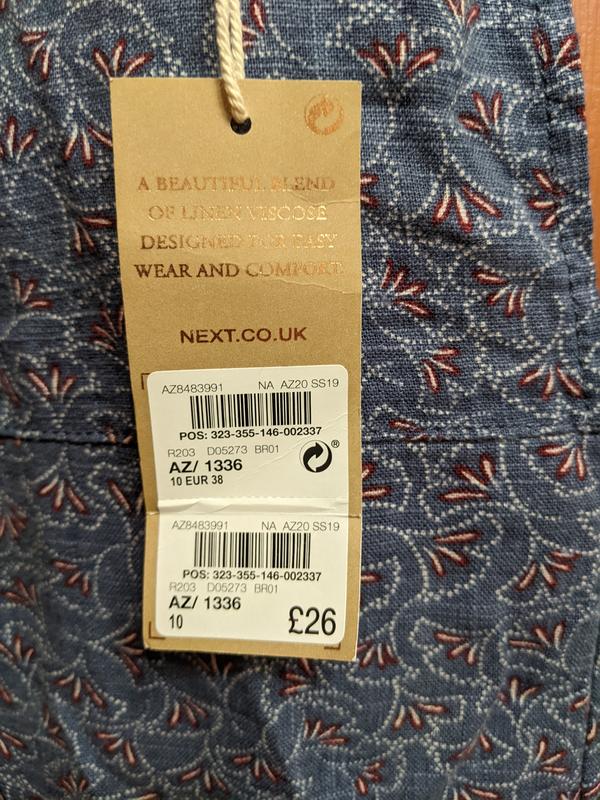 A BEAUTIFUL BLEND
OF LINEN VISCOSE
DESIGNED FOR EASY
WEAR AND COMFORT
NEXT.CO.UK
AZ8483991 NA AZ20 SS19
POS: 323-355-146-002337
R203 D05273 BR01
AZ/ 1336
10 EUR 38
®
AZ8483991 NA AZ20 SS19
POS: 323-355-146-002337
R203 D05273 BR01
AZ/ 1336
10 £26